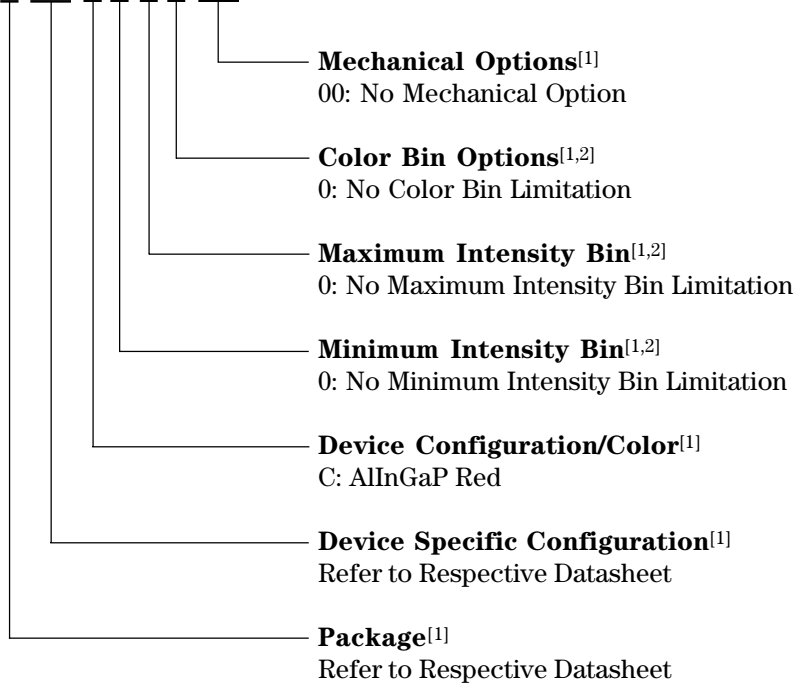 Mechanical Options[1]
00: No Mechanical Option
Color Bin Options[1,2]
0: No Color Bin Limitation
Maximum Intensity Bin[1,2]
0: No Maximum Intensity Bin Limitation
Minimum Intensity Bin[1,2]
0: No Minimum Intensity Bin Limitation
Device Configuration/Color[1]
C: AlInGaP Red
Device Specific Configuration[1]
Refer to Respective Datasheet
Package[1]
Refer to Respective Datasheet